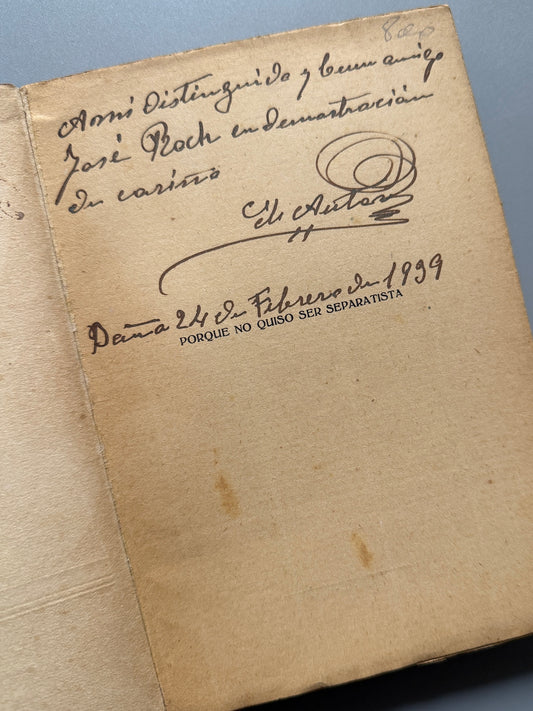 A mi distinguido y buen amigo
José Roch en demostración
de cariño
El Autor
Dania 24 de Febrero de 1939
PORQUE NO QUISO SER SEPARATISTA